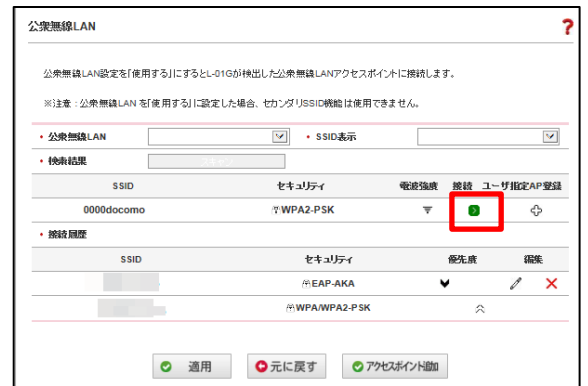 公衆無線LAN
?
公衆無線LAN設定を「使用する」にするとL-01Gが検出した公衆無線LANアクセスポイントに接続します。
※注意：公衆無線LAN を「使用する」に設定した場合、セカンダリSSID機能は使用できません。
・公衆無線LAN ・SSID表示
・検索結果 スキャン
SSID セキュリティ 電波強度 接続 ユーザ指定AP登録
0000docomo WPA2-PSK
・接続履歴
SSID セキュリティ 優先度 編集
EAP-AKA
WPA/WPA2-PSK
適用 元に戻す アクセスポイント追加